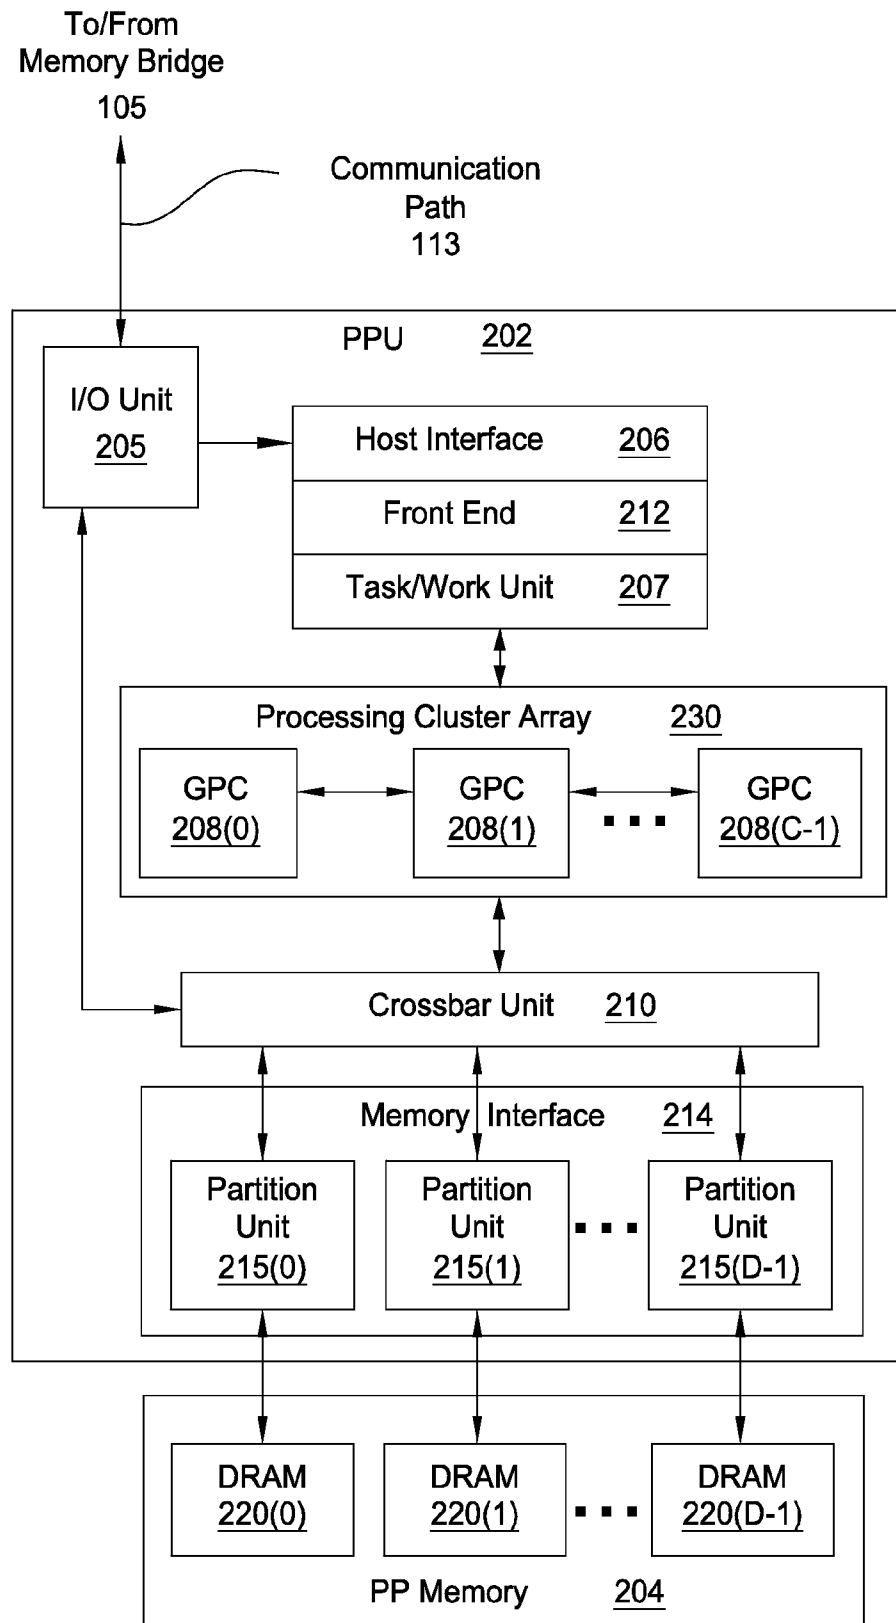 To/From
Memory Bridge
105
Communication
Path
113
PPU 202
I/O Unit
205
Host Interface 206
Front End 212
Task/Work Unit 207
Processing Cluster Array 230
GPC
208(0)
GPC
208(1)
GPC
208(C-1)
Crossbar Unit 210
Memory Interface 214
Partition
Unit
215(0)
Partition
Unit
215(1)
Partition
Unit
215(D-1)
DRAM
220(0)
DRAM
220(1)
DRAM
220(D-1)
PP Memory 204